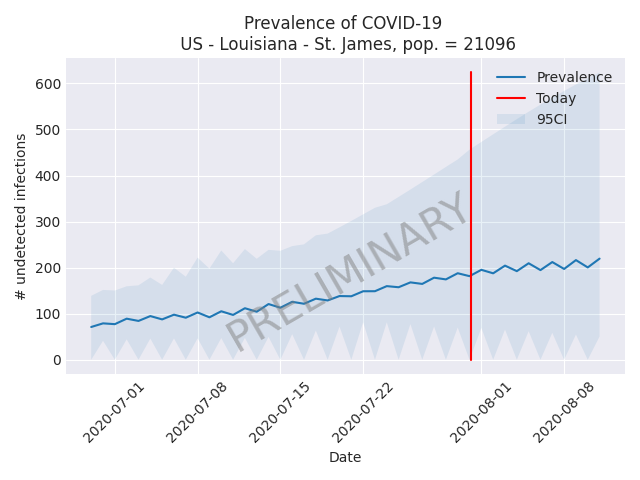 Prevalence of COVID-19
US - Louisiana - St. James, pop. = 21096
Prevalence
Today
95CI
PRELIMINARY
# undetected infections
600
500
400
300
200
100
0
2020-07-01
2020-07-08
2020-07-15
2020-07-22
2020-08-01
2020-08-08
Date